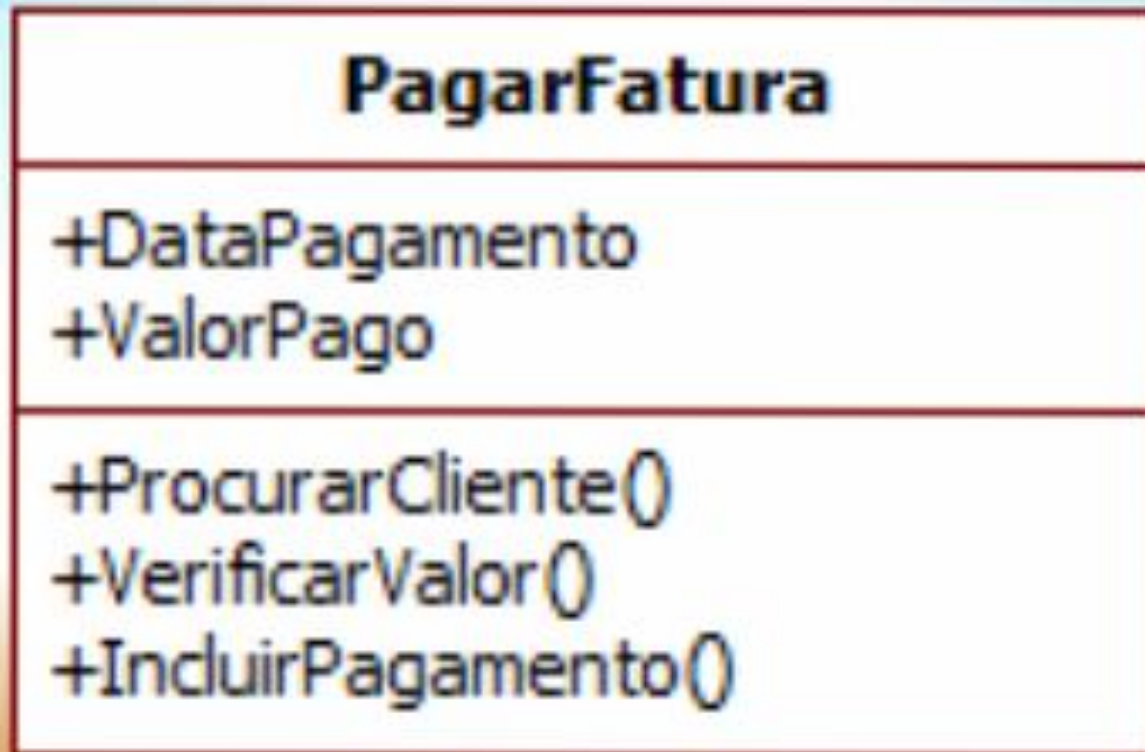 PagarFatura
+DataPagamento
+ValorPago
+ProcurarCliente()
+VerificarValor()
+IncluirPagamento()